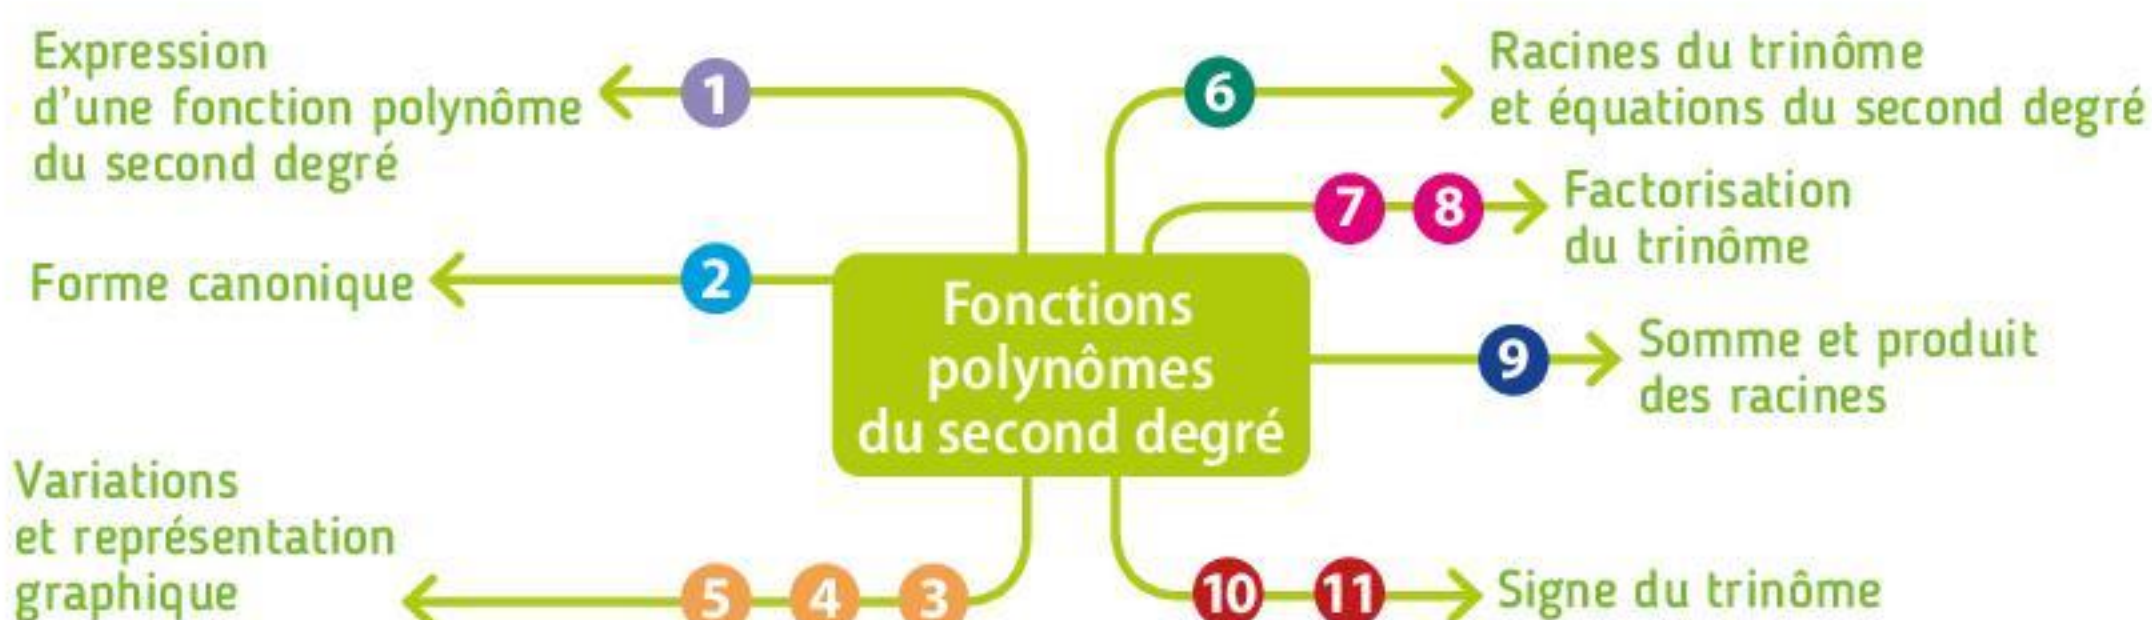 Expression
d'une fonction polynôme
du second degré
1
6
Racines du trinôme
et équations du second degré
7 8
Factorisation
du trinôme
Forme canonique
2
Fonctions
polynômes
du second degré
9
Somme et produit
des racines
Variations
et représentation
graphique
5 4 3
10 11
Signe du trinôme